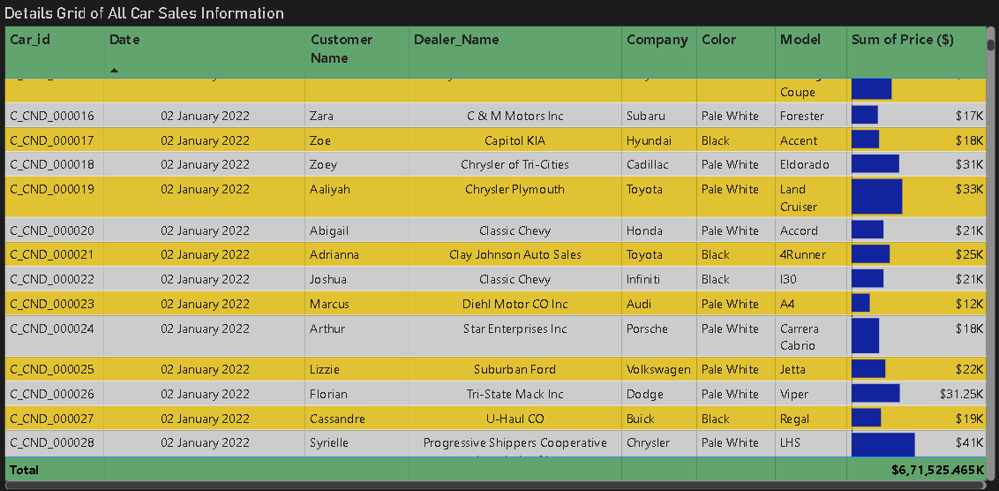 Details Grid of All Car Sales Information
Car_id Date Customer Name Dealer_Name Company Color Model Sum of Price ($)
Coupe
C_CND_000016 02 January 2022 Zara C & M Motors Inc Subaru Pale White Forester $17K
C_CND_000017 02 January 2022 Zoe Capitol KIA Hyundai Black Accent $18K
C_CND_000018 02 January 2022 Zoey Chrysler of Tri-Cities Cadillac Pale White Eldorado $31K
C_CND_000019 02 January 2022 Aaliyah Chrysler Plymouth Toyota Pale White Land Cruiser $33K
C_CND_000020 02 January 2022 Abigail Classic Chevy Honda Pale White Accord $21K
C_CND_000021 02 January 2022 Adrianna Clay Johnson Auto Sales Toyota Black 4Runner $25K
C_CND_000022 02 January 2022 Joshua Classic Chevy Infiniti Black I30 $21K
C_CND_000023 02 January 2022 Marcus Diehl Motor CO Inc Audi Pale White A4 $12K
C_CND_000024 02 January 2022 Arthur Star Enterprises Inc Porsche Pale White Carrera Cabrio $18K
C_CND_000025 02 January 2022 Lizzie Suburban Ford Volkswagen Pale White Jetta $22K
C_CND_000026 02 January 2022 Florian Tri-State Mack Inc Dodge Pale White Viper $31.25K
C_CND_000027 02 January 2022 Cassandre U-Haul CO Buick Black Regal $19K
C_CND_000028 02 January 2022 Syrielle Progressive Shippers Cooperative Chrysler Pale White LHS $41K
Total $6,71,525.465K